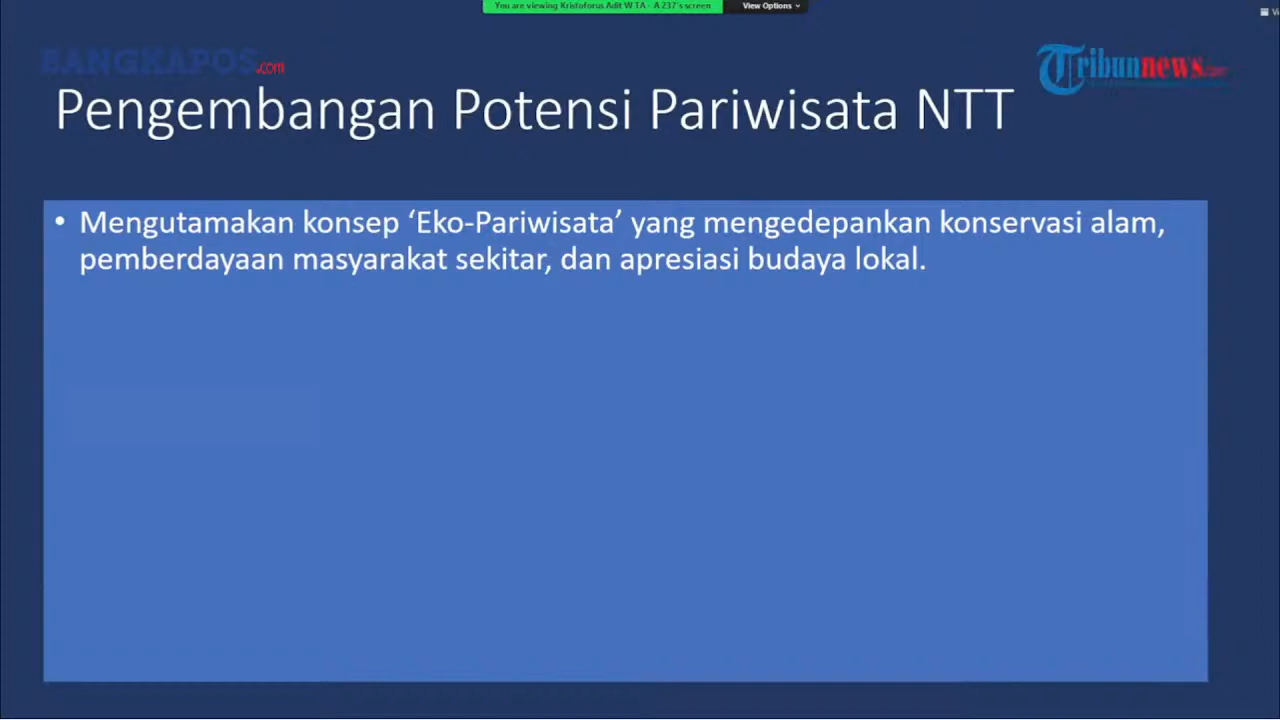 You are viewing Kristoforus Adit W TA - A 237's screen
View Options
BANGKAPOS.com
Tribunnews.com
Pengembangan Potensi Pariwisata NTT
• Mengutamakan konsep ‘Eko-Pariwisata’ yang mengedepankan konservasi alam,
pemberdayaan masyarakat sekitar, dan apresiasi budaya lokal.